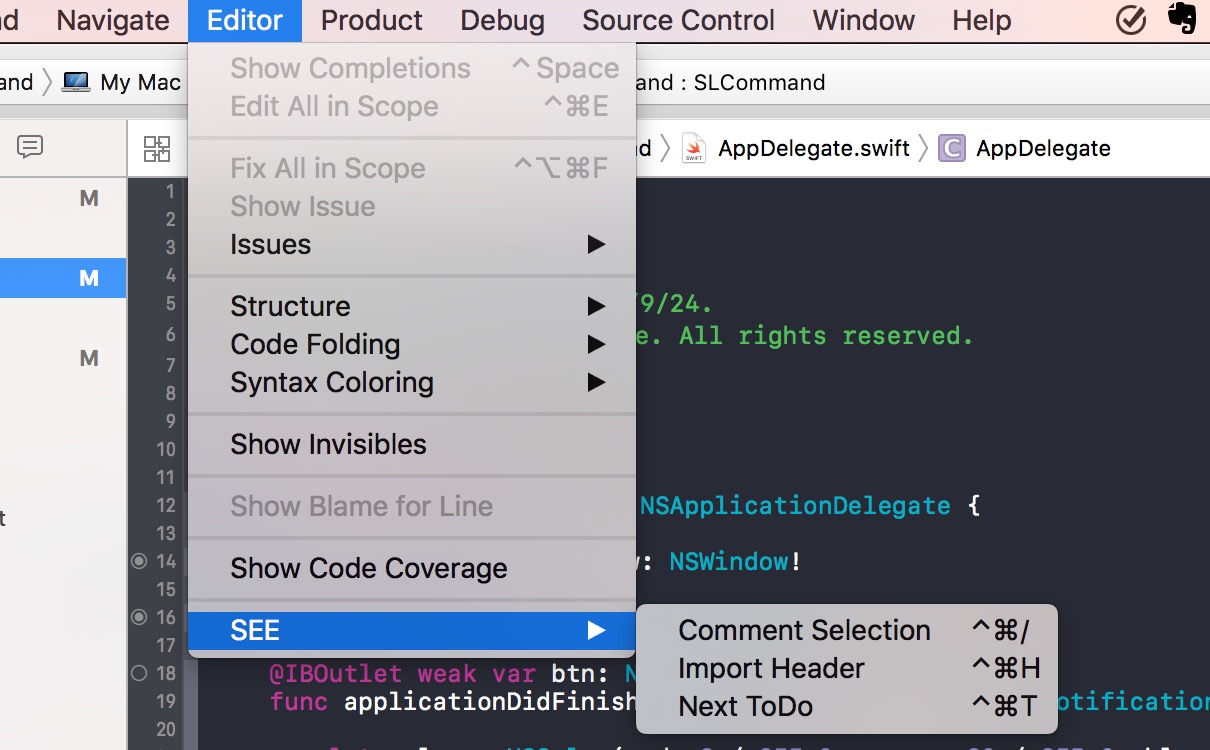 Navigate Editor Product Debug Source Control Window Help
My Mac : SLCommand
AppDelegate.swift C AppDelegate
SWIFT
Show Completions ^ Space
Edit All in Scope ^⌘E
Fix All in Scope ^⌥⌘F
Show Issue
Issues ▶
Structure ▶
Code Folding ▶
Syntax Coloring ▶
Show Invisibles
Show Blame for Line
Show Code Coverage
SEE ▶
Comment Selection ^⌘/
Import Header ^⌘H
Next ToDo ^⌘T
M
M
M
1
2
3
4
5 /9/24.
6 e. All rights reserved.
7
8
9
10
11
12 NSApplicationDelegate {
13
14 : NSWindow!
15
16
17
18 @IBOutlet weak var btn: N
19 func applicationDidFinish otification
20